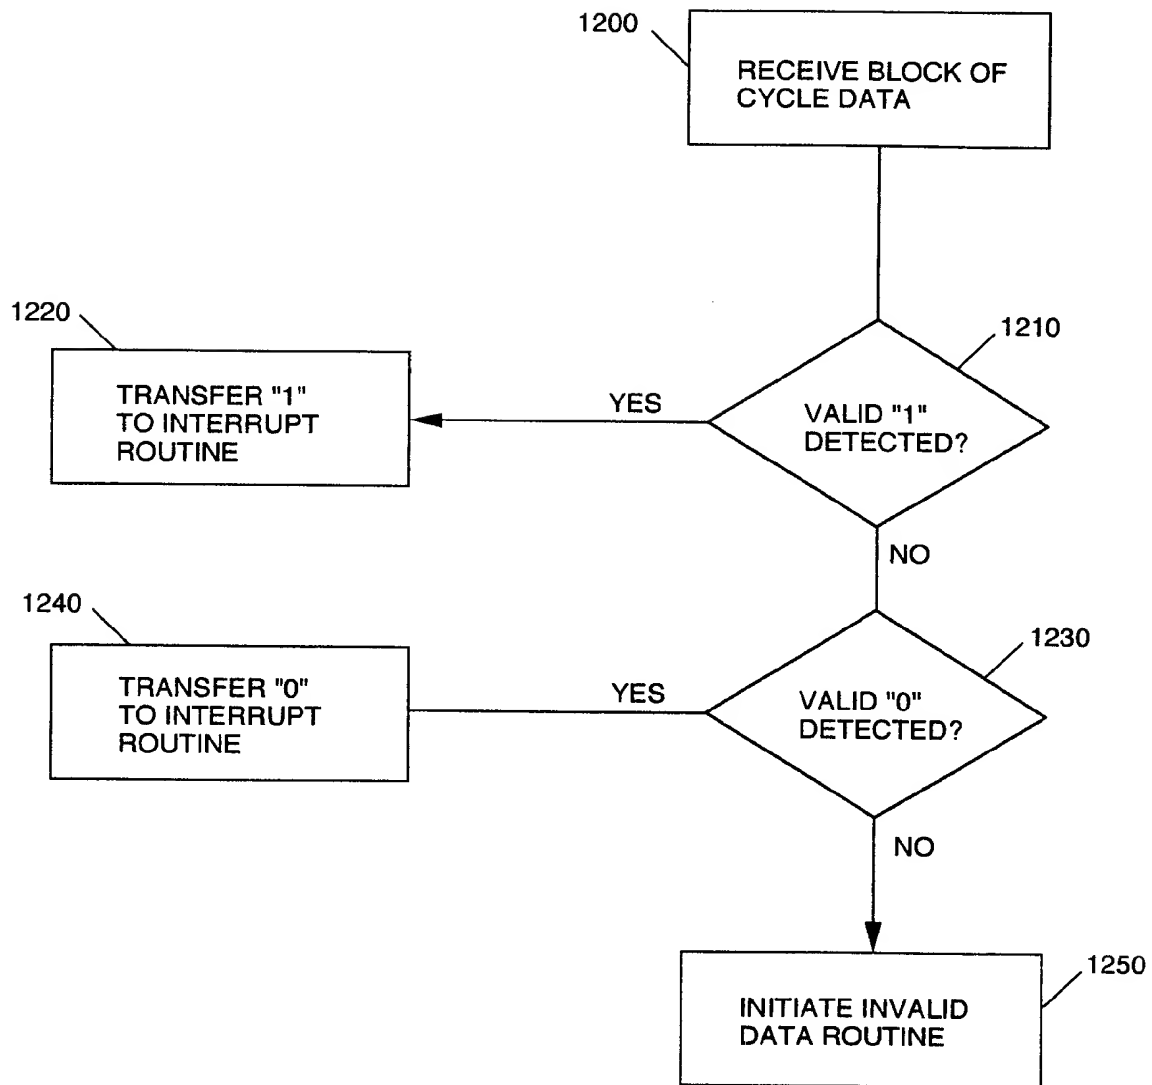 1200
RECEIVE BLOCK OF
CYCLE DATA
1220
1210
TRANSFER "1"
TO INTERRUPT
ROUTINE
YES
VALID "1"
DETECTED?
NO
1240
1230
TRANSFER "0"
TO INTERRUPT
ROUTINE
YES
VALID "0"
DETECTED?
NO
1250
INITIATE INVALID
DATA ROUTINE